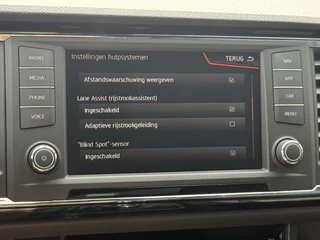 Instellingen hulpsystemen
TERUG
RADIO
MEDIA
PHONE
VOICE
Afstandswaarschuwing weergeven
Lane Assist (rijstrookassistent)
Ingeschakeld
Adaptieve rijstrookgeleiding
"Blind Spot"-sensor
Ingeschakeld
NAV
APP
CAR
MENU